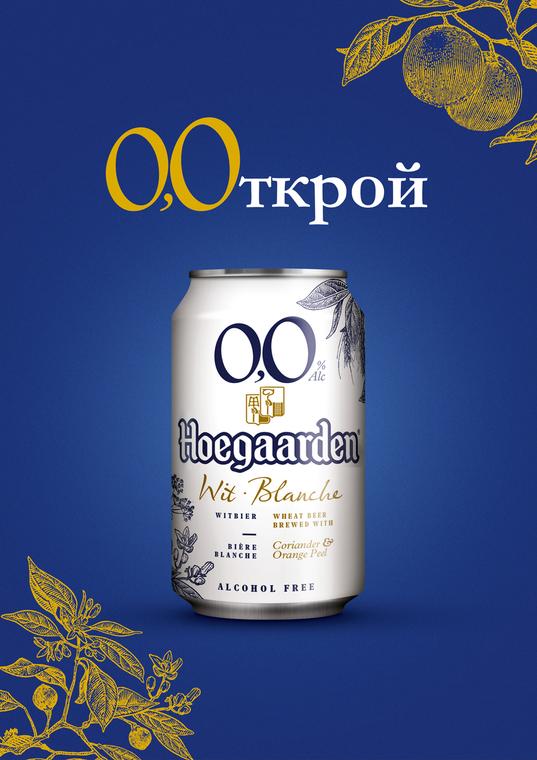 0,0ткрой
0,0
%
Alc
Hoegaarden
Wit · Blanche
WITBIER
WHEAT BEER
BREWED WITH
BIÈRE
BLANCHE
Coriander &
Orange Peel
ALCOHOL FREE